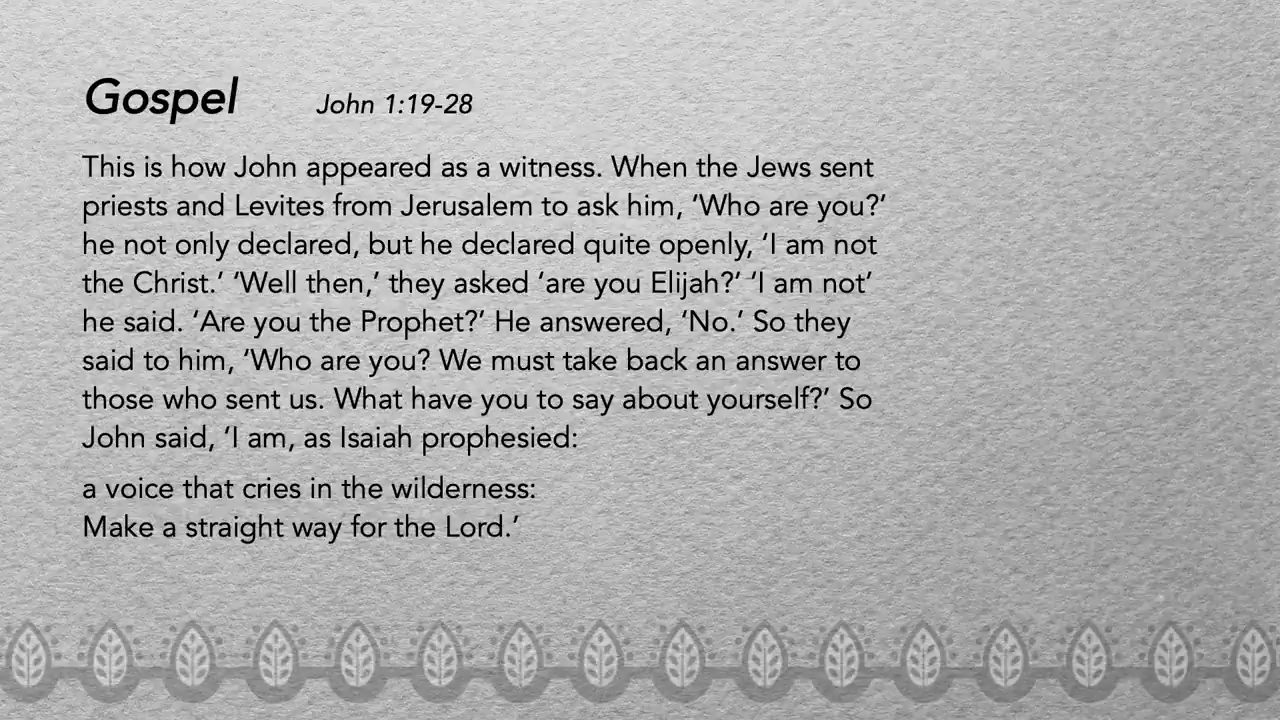 Gospel John 1:19-28
This is how John appeared as a witness. When the Jews sent
priests and Levites from Jerusalem to ask him, ‘Who are you?’
he not only declared, but he declared quite openly, ‘I am not
the Christ.’ ‘Well then,’ they asked ‘are you Elijah?’ ‘I am not’
he said. ‘Are you the Prophet?’ He answered, ‘No.’ So they
said to him, ‘Who are you? We must take back an answer to
those who sent us. What have you to say about yourself?’ So
John said, ‘I am, as Isaiah prophesied:
a voice that cries in the wilderness:
Make a straight way for the Lord.’